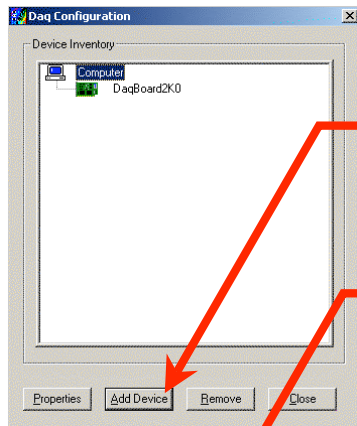 Daq Configuration
Device Inventory
Computer
DaqBoard2K0
Properties
Add Device
Remove
Close